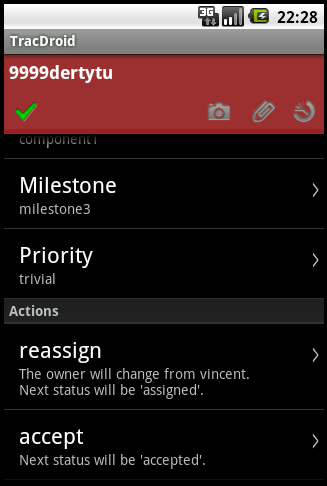 3G 22:28
TracDroid
9999dertytu
component1
Milestone
milestone3
Priority
trivial
Actions
reassign
The owner will change from vincent.
Next status will be 'assigned'.
accept
Next status will be 'accepted'.